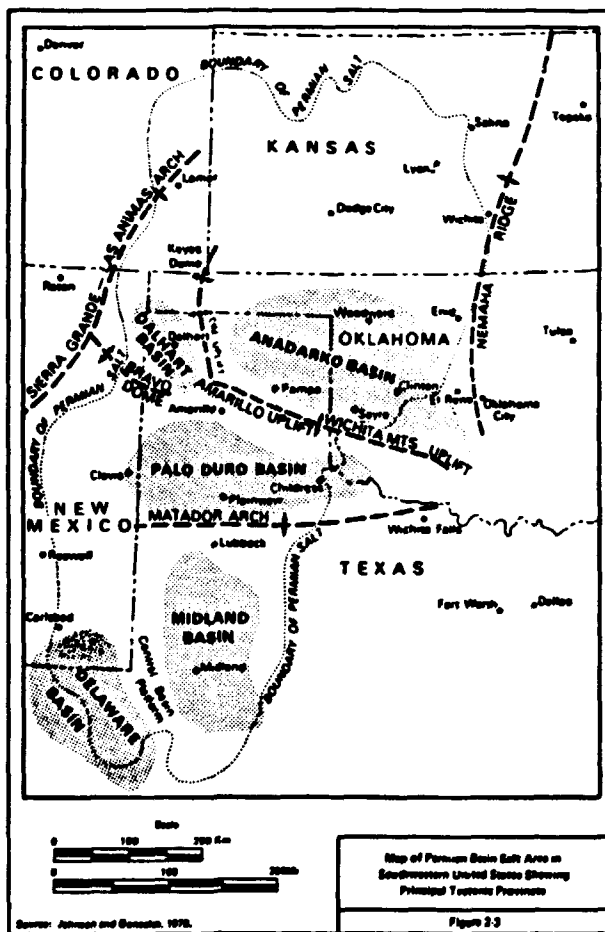 Denver
COLORADO
BOUNDARY
OF
PERMIAN
SALT
KANSAS
Salina
Topeka
Lyons
Lamar
Dodge City
Wichita
SIERRA GRANDE - LAS ANIMAS ARCH
NEMAHA RIDGE
Keyes
Dome
Raton
DALHART
BASIN
Dalhart
Woodward
Enid
OKLAHOMA
Tulsa
ANADARKO BASIN
BRAVO
DOME
Pampa
Clinton
El Reno
Oklahoma
City
Sayre
Amarillo
AMARILLO UPLIFT
WICHITA MTS. UPLIFT
BOUNDARY OF PERMIAN SALT
PALO DURO BASIN
Clovis
Childress
Plainview
NEW
MEXICO
MATADOR ARCH
Wichita Falls
Roswell
Lubbock
TEXAS
BOUNDARY OF PERMIAN SALT
Fort Worth
Dallas
MIDLAND
BASIN
Carlsbad
Midland
Central Basin
Platform
DELAWARE
BASIN
Scale
0 100 200 Km
0 100 200 Mi
Map of Permian Basin Salt Area in
Southwestern United States Showing
Principal Tectonic Provinces
Source: Johnson and Gonzales, 1978.
Figure 2-3